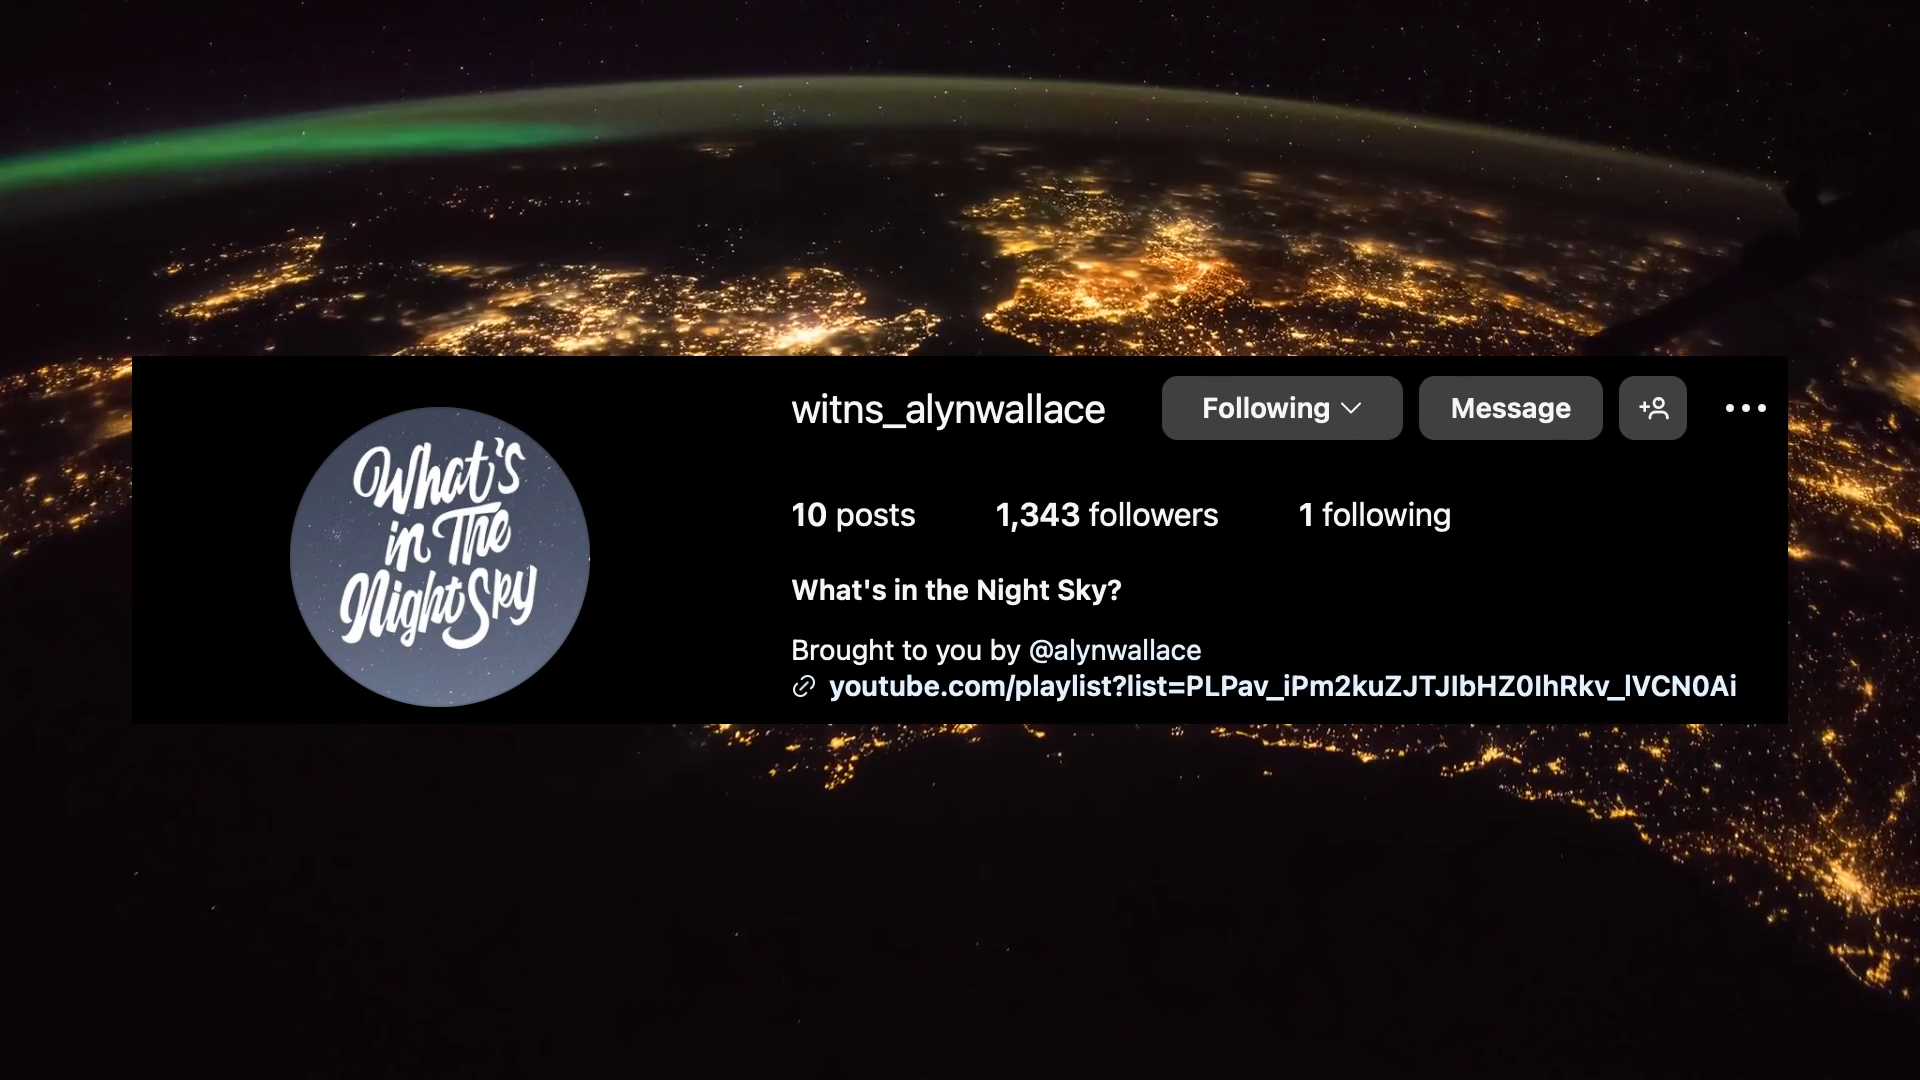 What's
in The
Night Sky
witns_alynwallace
Following
Message
10 posts
1,343 followers
1 following
What's in the Night Sky?
Brought to you by @alynwallace
youtube.com/playlist?list=PLPav_iPm2kuZJTJIbHZ0IhRkv_IVCN0Ai